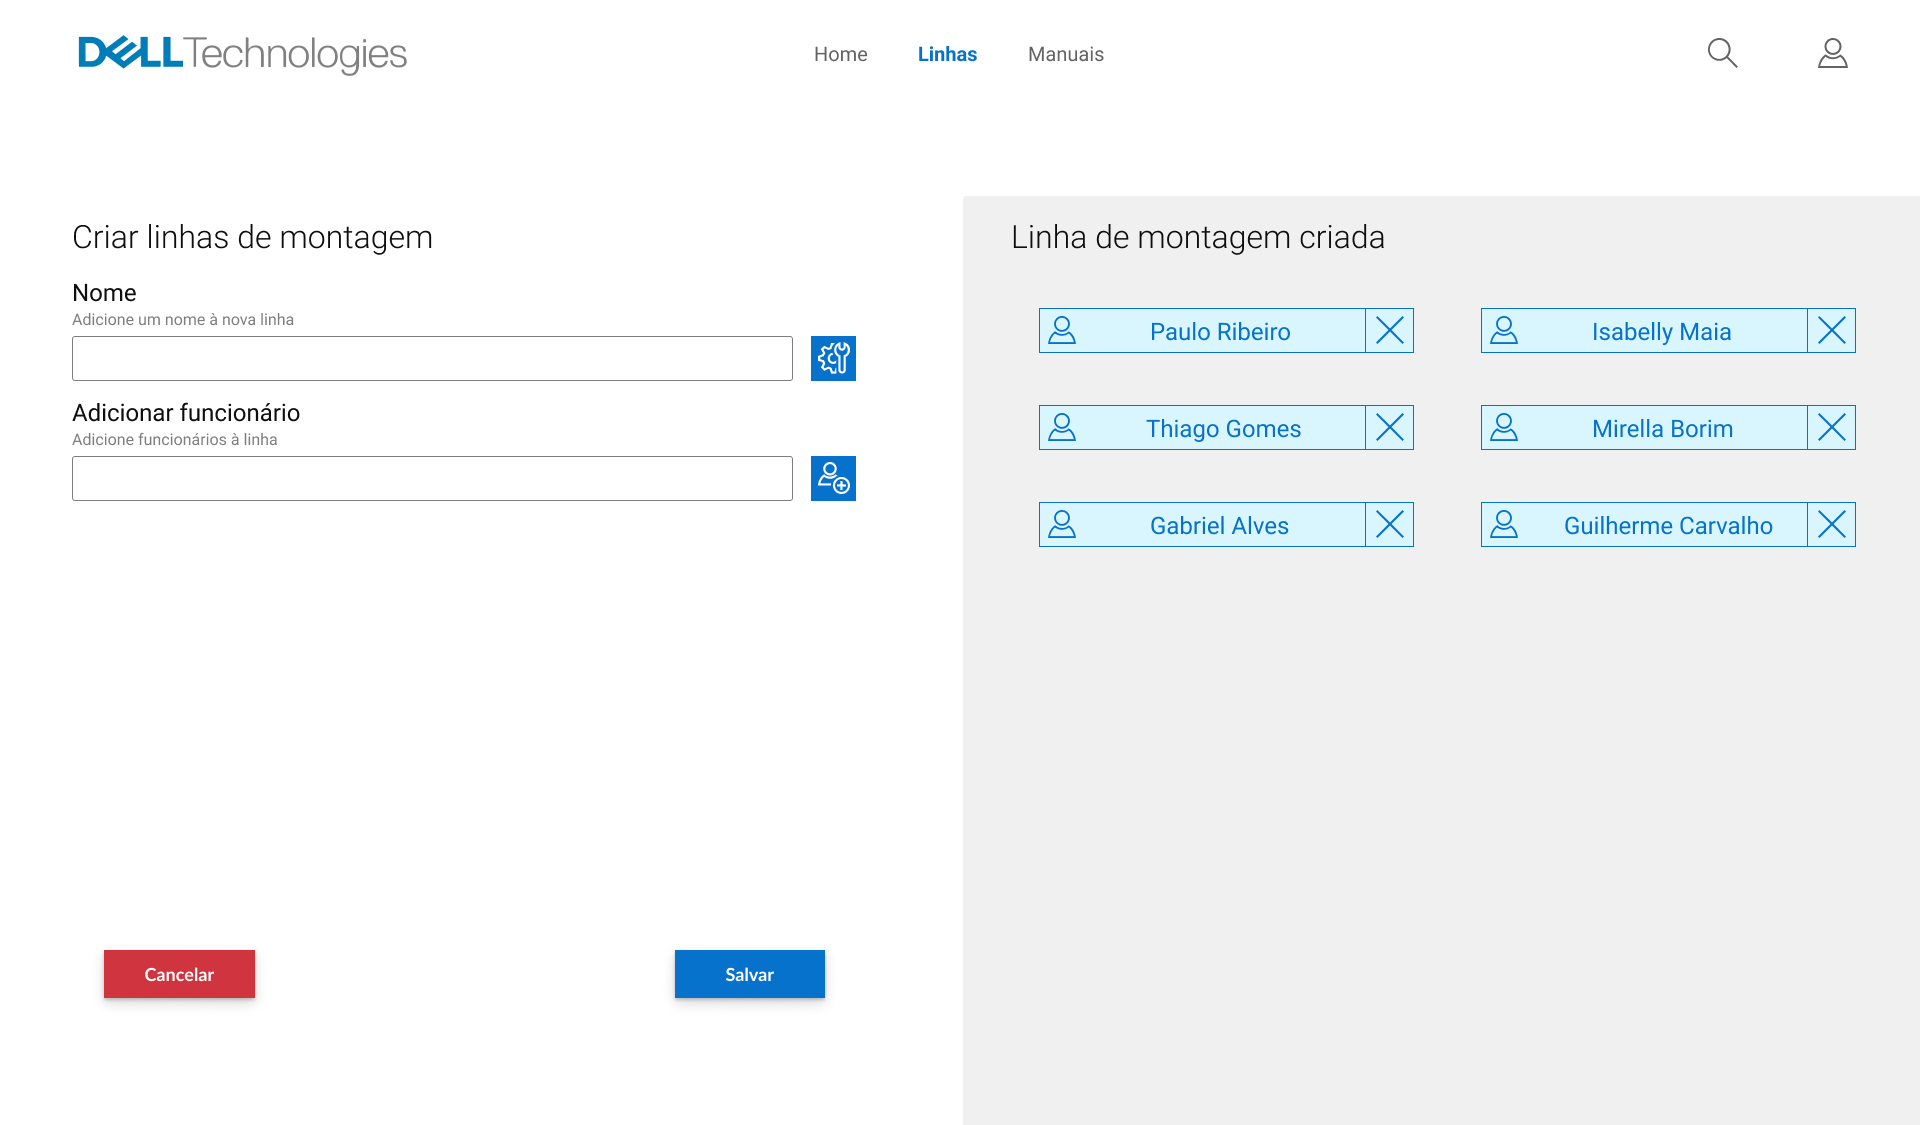 DELL Technologies
Home
Linhas
Manuais
Criar linhas de montagem
Nome
Adicione um nome à nova linha
Adicionar funcionário
Adicione funcionários à linha
Cancelar
Salvar
Linha de montagem criada
Paulo Ribeiro
Isabelly Maia
Thiago Gomes
Mirella Borim
Gabriel Alves
Guilherme Carvalho